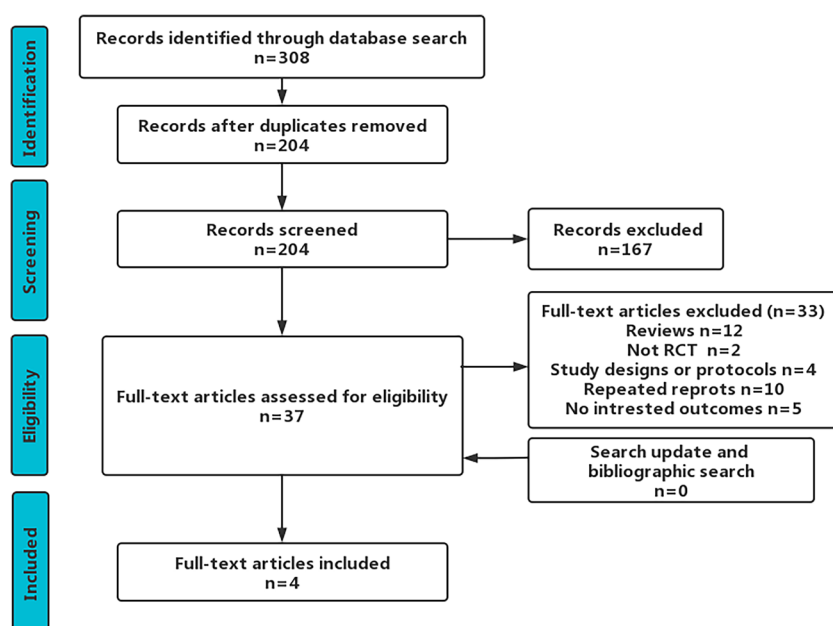 Identification
Records identified through database search
n=308
Records after duplicates removed
n=204
Screening
Records screened
n=204
Records excluded
n=167
Eligibility
Full-text articles assessed for eligibility
n=37
Full-text articles excluded (n=33)
Reviews n=12
Not RCT n=2
Study designs or protocols n=4
Repeated reprots n=10
No intrested outcomes n=5
Search update and
bibliographic search
n=0
Included
Full-text articles included
n=4